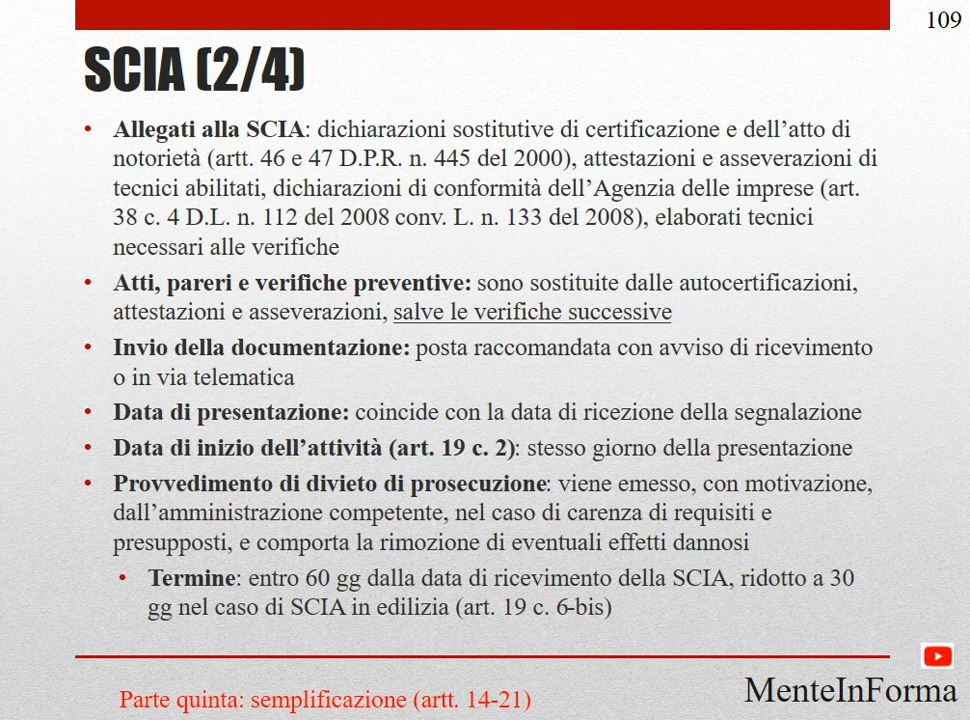 109
SCIA (2/4)
• Allegati alla SCIA: dichiarazioni sostitutive di certificazione e dell’atto di
notorietà (artt. 46 e 47 D.P.R. n. 445 del 2000), attestazioni e asseverazioni di
tecnici abilitati, dichiarazioni di conformità dell’Agenzia delle imprese (art.
38 c. 4 D.L. n. 112 del 2008 conv. L. n. 133 del 2008), elaborati tecnici
necessari alle verifiche
• Atti, pareri e verifiche preventive: sono sostituite dalle autocertificazioni,
attestazioni e asseverazioni, salve le verifiche successive
• Invio della documentazione: posta raccomandata con avviso di ricevimento
o in via telematica
• Data di presentazione: coincide con la data di ricezione della segnalazione
• Data di inizio dell’attività (art. 19 c. 2): stesso giorno della presentazione
• Provvedimento di divieto di prosecuzione: viene emesso, con motivazione,
dall’amministrazione competente, nel caso di carenza di requisiti e
presupposti, e comporta la rimozione di eventuali effetti dannosi
• Termine: entro 60 gg dalla data di ricevimento della SCIA, ridotto a 30
gg nel caso di SCIA in edilizia (art. 19 c. 6-bis)
Parte quinta: semplificazione (artt. 14-21)
MenteInForma